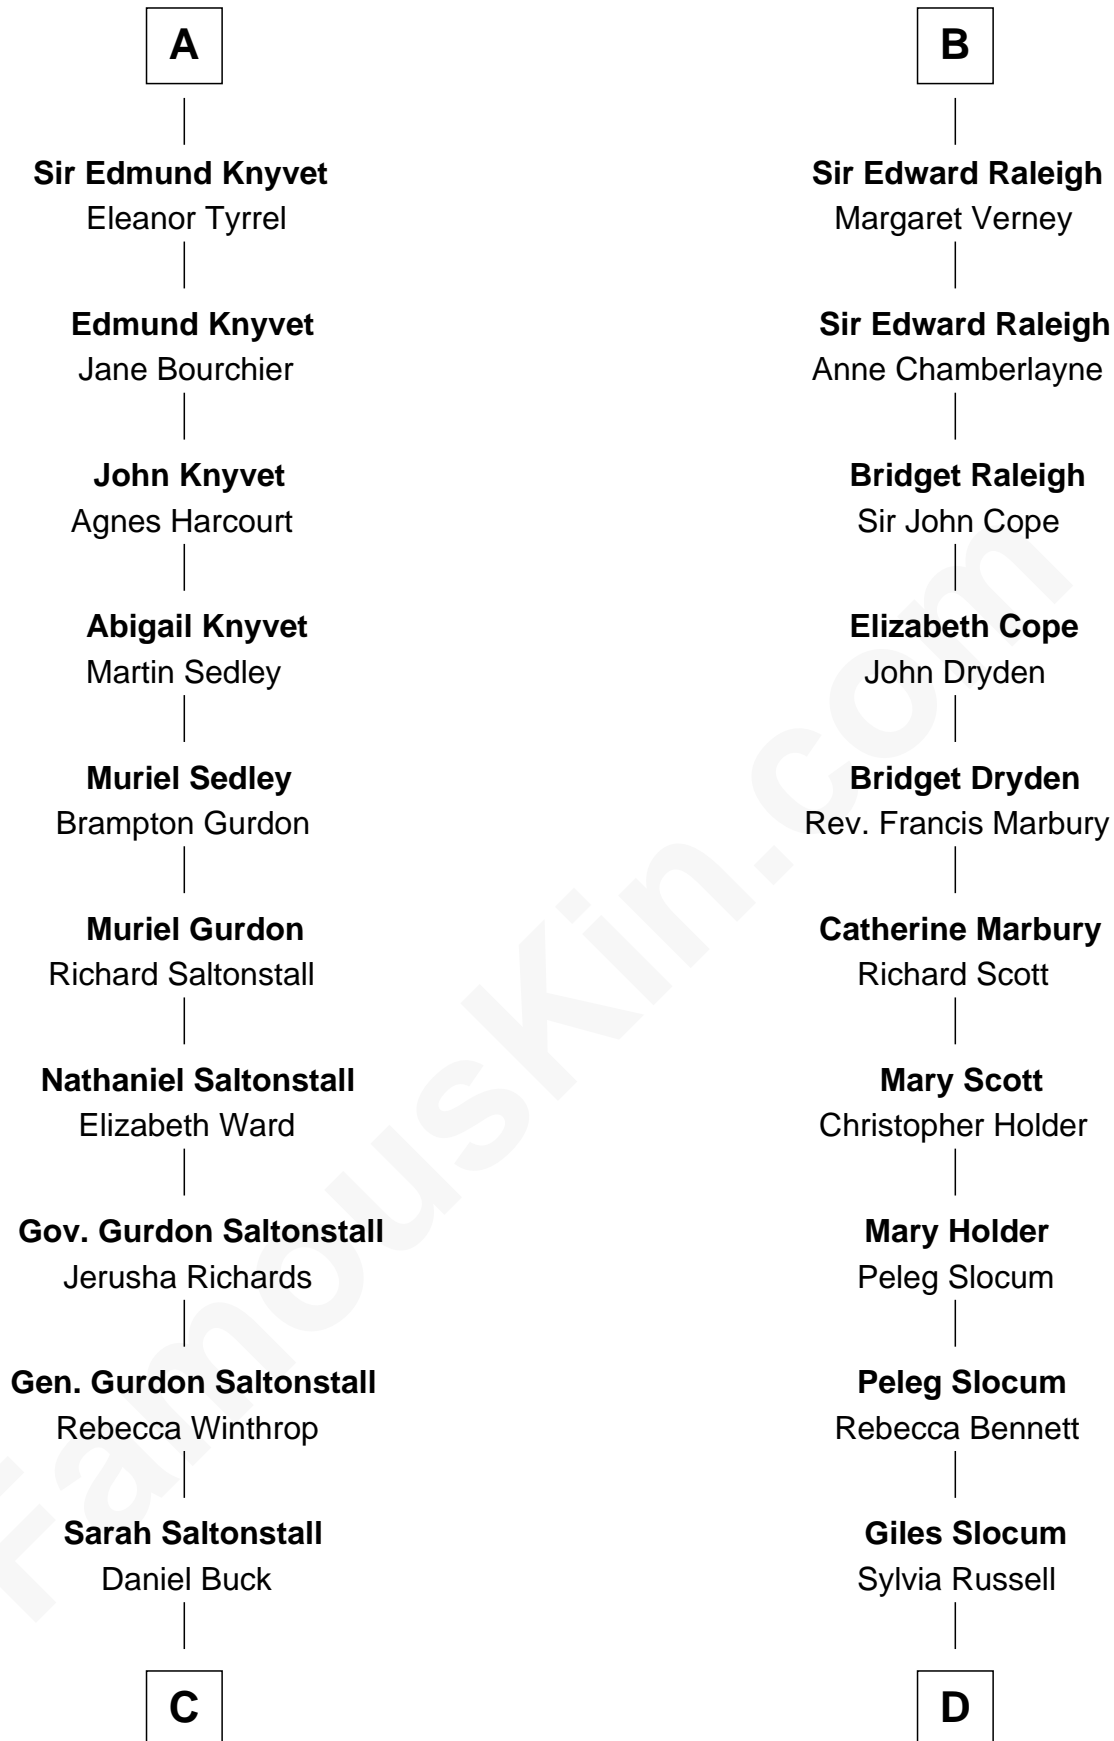 A
Sir Edmund Knyvet
Eleanor Tyrrel
Edmund Knyvet
Jane Bourchier
John Knyvet
Agnes Harcourt
Abigail Knyvet
Martin Sedley
Muriel Sedley
Brampton Gurdon
Muriel Gurdon
Richard Saltonstall
Nathaniel Saltonstall
Elizabeth Ward
Gov. Gurdon Saltonstall
Jerusha Richards
Gen. Gurdon Saltonstall
Rebecca Winthrop
Sarah Saltonstall
Daniel Buck
C
B
Sir Edward Raleigh
Margaret Verney
Sir Edward Raleigh
Anne Chamberlayne
Bridget Raleigh
Sir John Cope
Elizabeth Cope
John Dryden
Bridget Dryden
Rev. Francis Marbury
Catherine Marbury
Richard Scott
Mary Scott
Christopher Holder
Mary Holder
Peleg Slocum
Peleg Slocum
Rebecca Bennett
Giles Slocum
Sylvia Russell
D
FamousKin.com